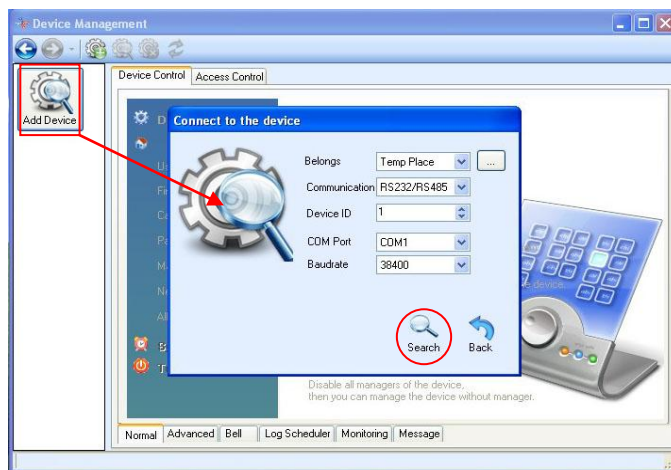 Device Management
Add Device
Device Control Access Control
Connect to the device
Belongs Temp Place ...
Communication RS232/RS485
Device ID 1
COM Port COM1
Baudrate 38400
Search Back
e device.
Disable all managers of the device,
then you can manage the device without manager.
Normal Advanced Bell Log Scheduler Monitoring Message